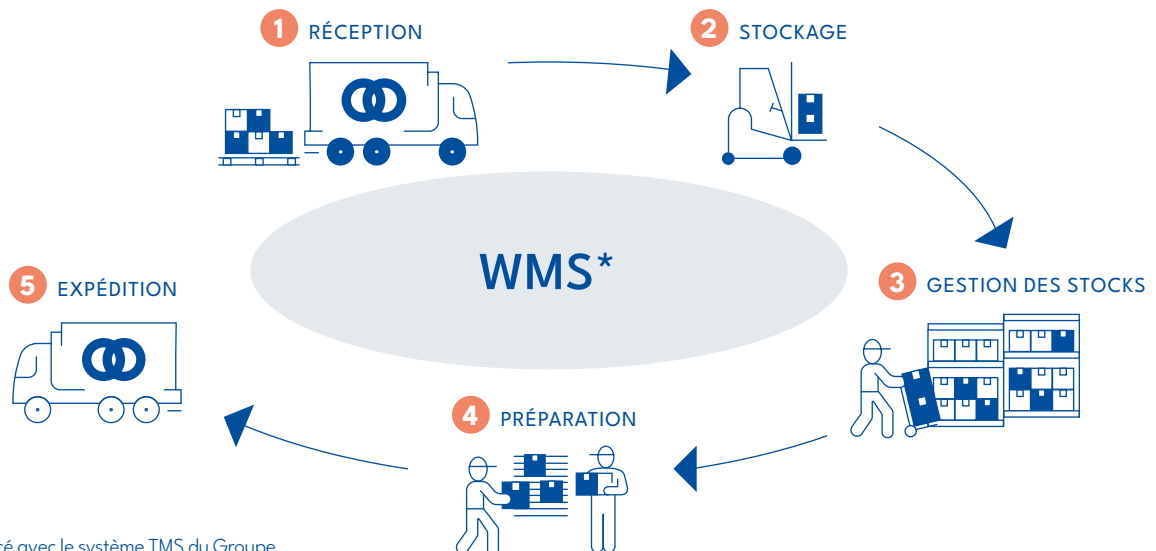 1 RÉCEPTION
2 STOCKAGE
WMS*
3 GESTION DES STOCKS
5 EXPÉDITION
4 PRÉPARATION
avec le système TMS du Groupe